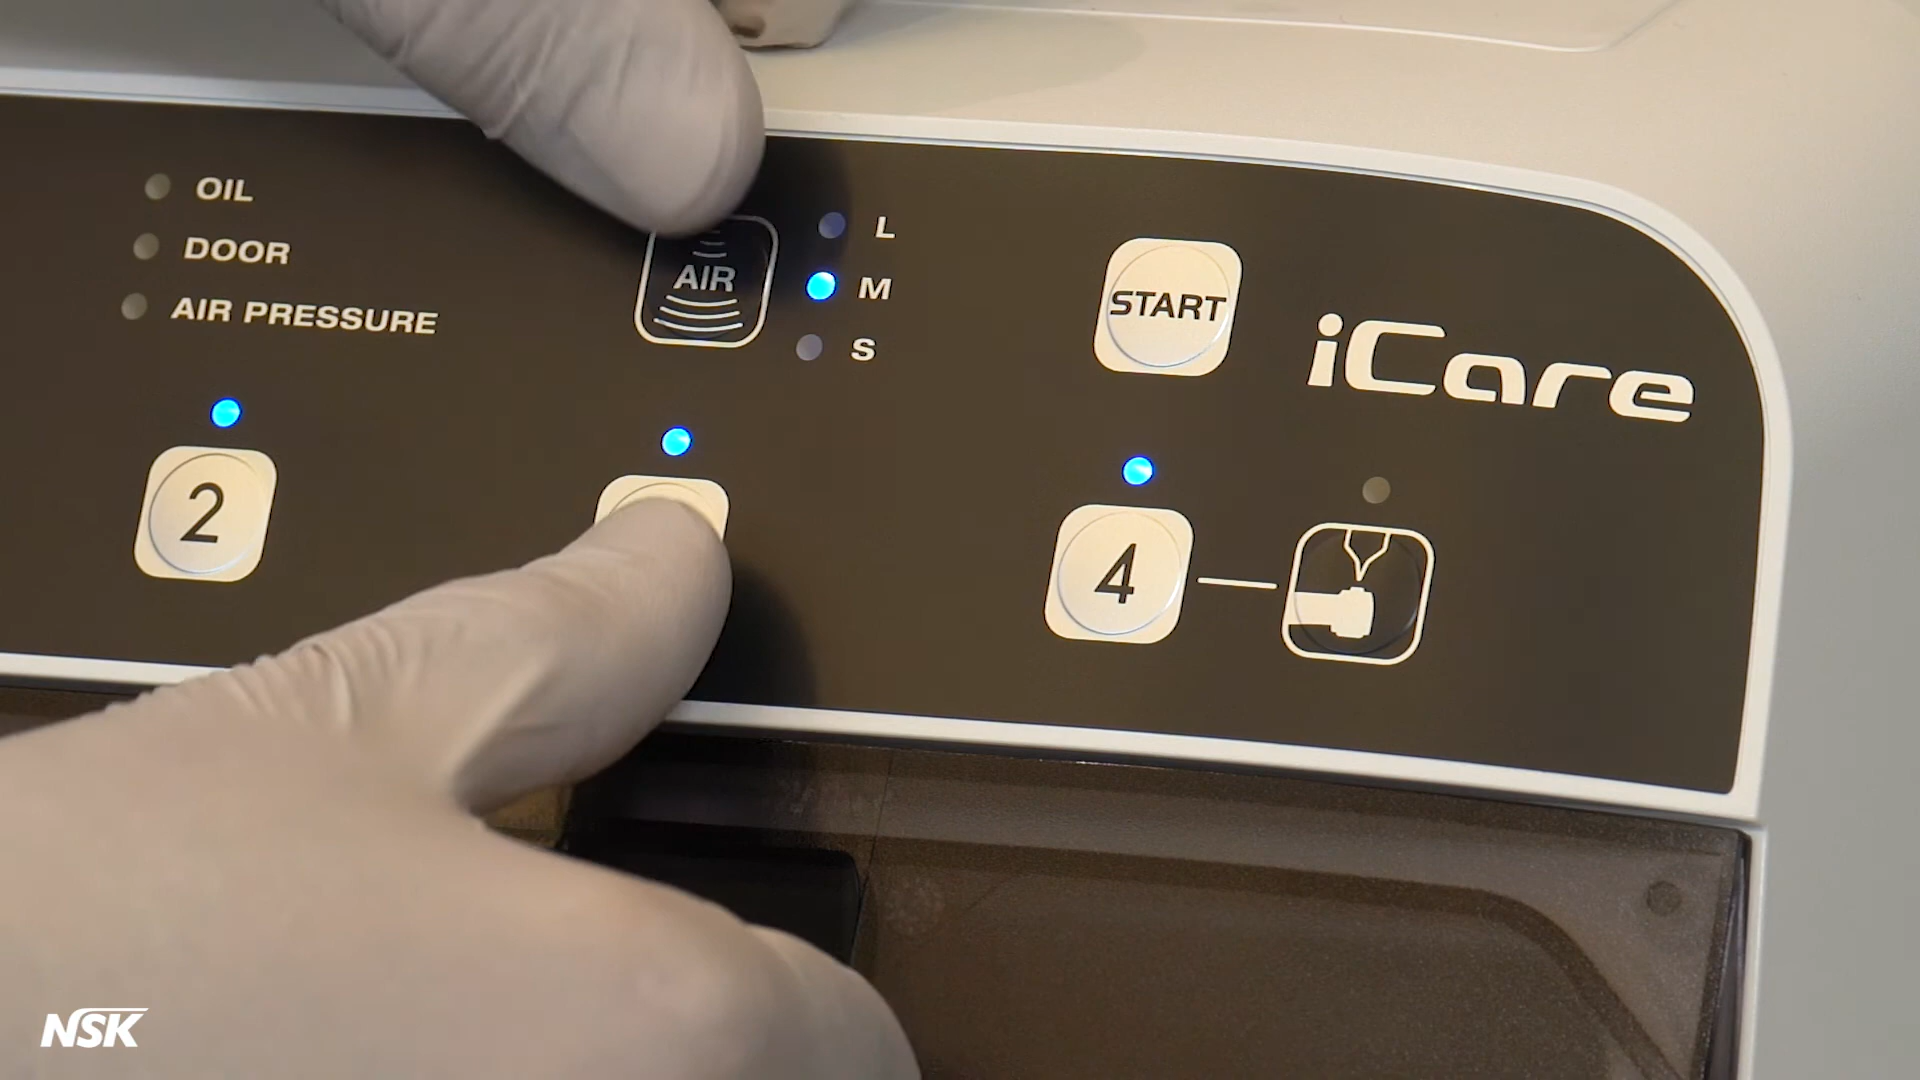 OIL
DOOR
AIR PRESSURE
AIR
L
M
S
START
iCare
2
4
NSK